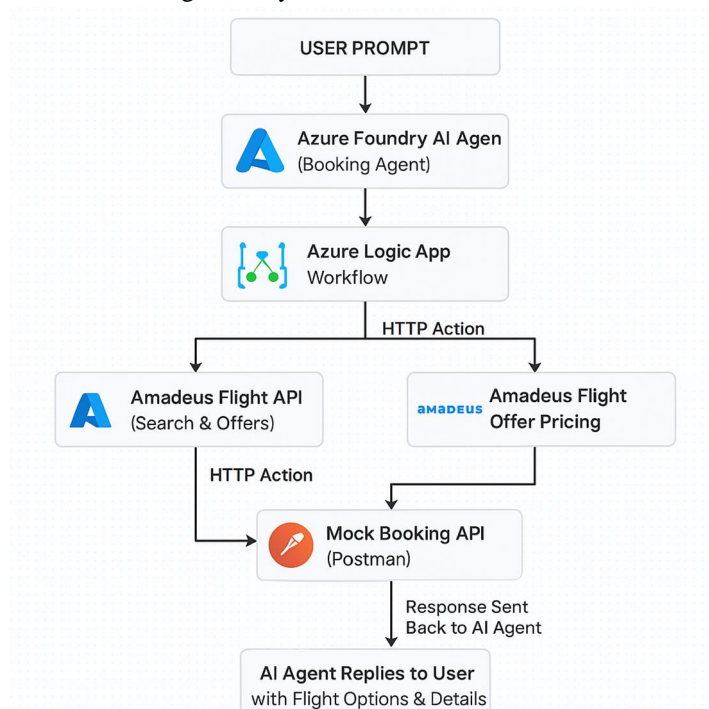 USER PROMPT
Azure Foundry AI Agen
(Booking Agent)
Azure Logic App
Workflow
HTTP Action
Amadeus Flight API
(Search & Offers)
aMaDEUS
Amadeus Flight
Offer Pricing
HTTP Action
Mock Booking API
(Postman)
Response Sent
Back to AI Agent
AI Agent Replies to User
with Flight Options & Details